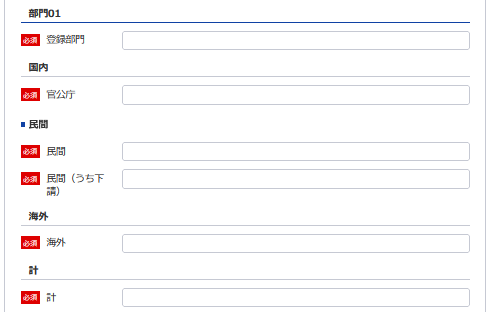 部門01
必須 登録部門
国内
必須 官公庁
民間
必須 民間
必須 民間（うち下
請）
海外
必須 海外
計
必須 計